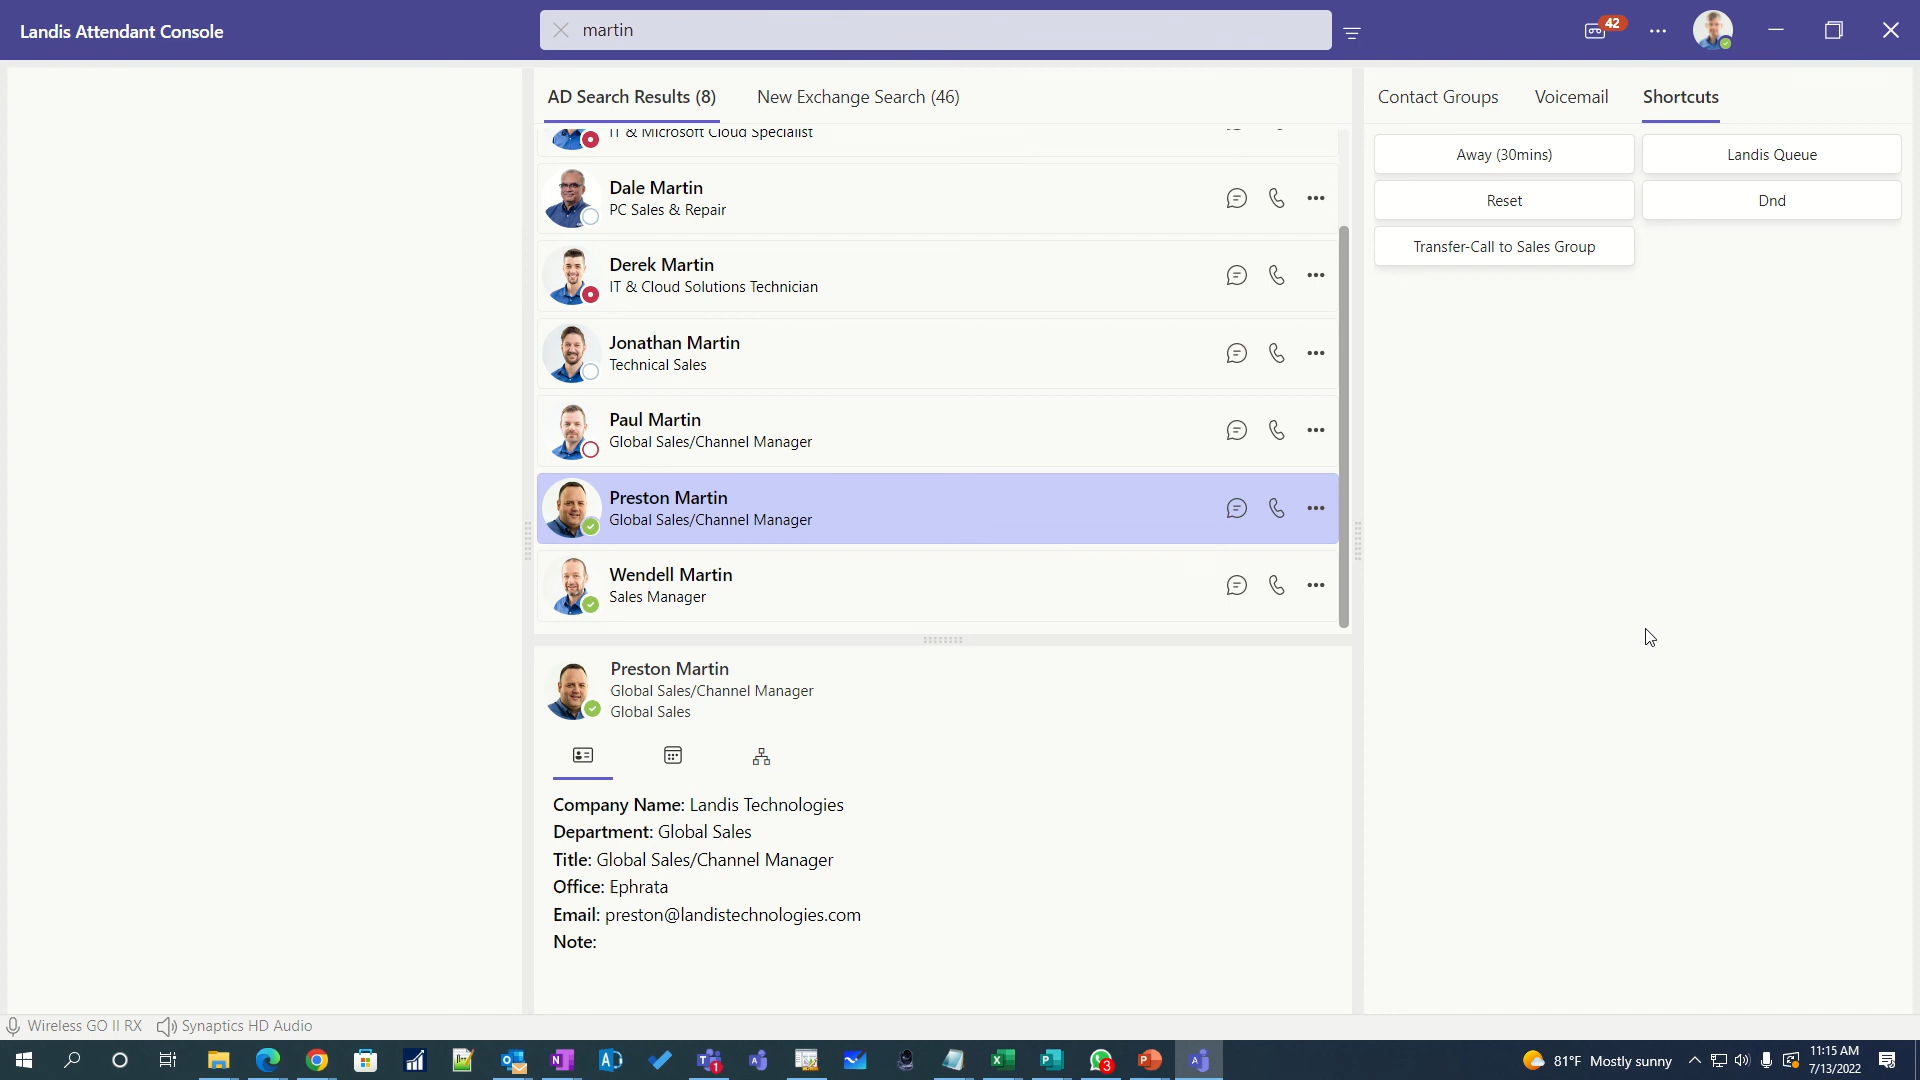 Landis Attendant Console
martin
42
AD Search Results (8)
New Exchange Search (46)
Contact Groups
Voicemail
Shortcuts
IT & Microsoft Cloud Specialist
Dale Martin
PC Sales & Repair
Derek Martin
IT & Cloud Solutions Technician
Jonathan Martin
Technical Sales
Paul Martin
Global Sales/Channel Manager
Preston Martin
Global Sales/Channel Manager
Wendell Martin
Sales Manager
Away (30mins)
Landis Queue
Reset
Dnd
Transfer-Call to Sales Group
Preston Martin
Global Sales/Channel Manager
Global Sales
Company Name: Landis Technologies
Department: Global Sales
Title: Global Sales/Channel Manager
Office: Ephrata
Email: preston@landistechnologies.com
Note:
Wireless GO II RX
Synaptics HD Audio
1
3
81°F Mostly sunny
11:15 AM
7/13/2022